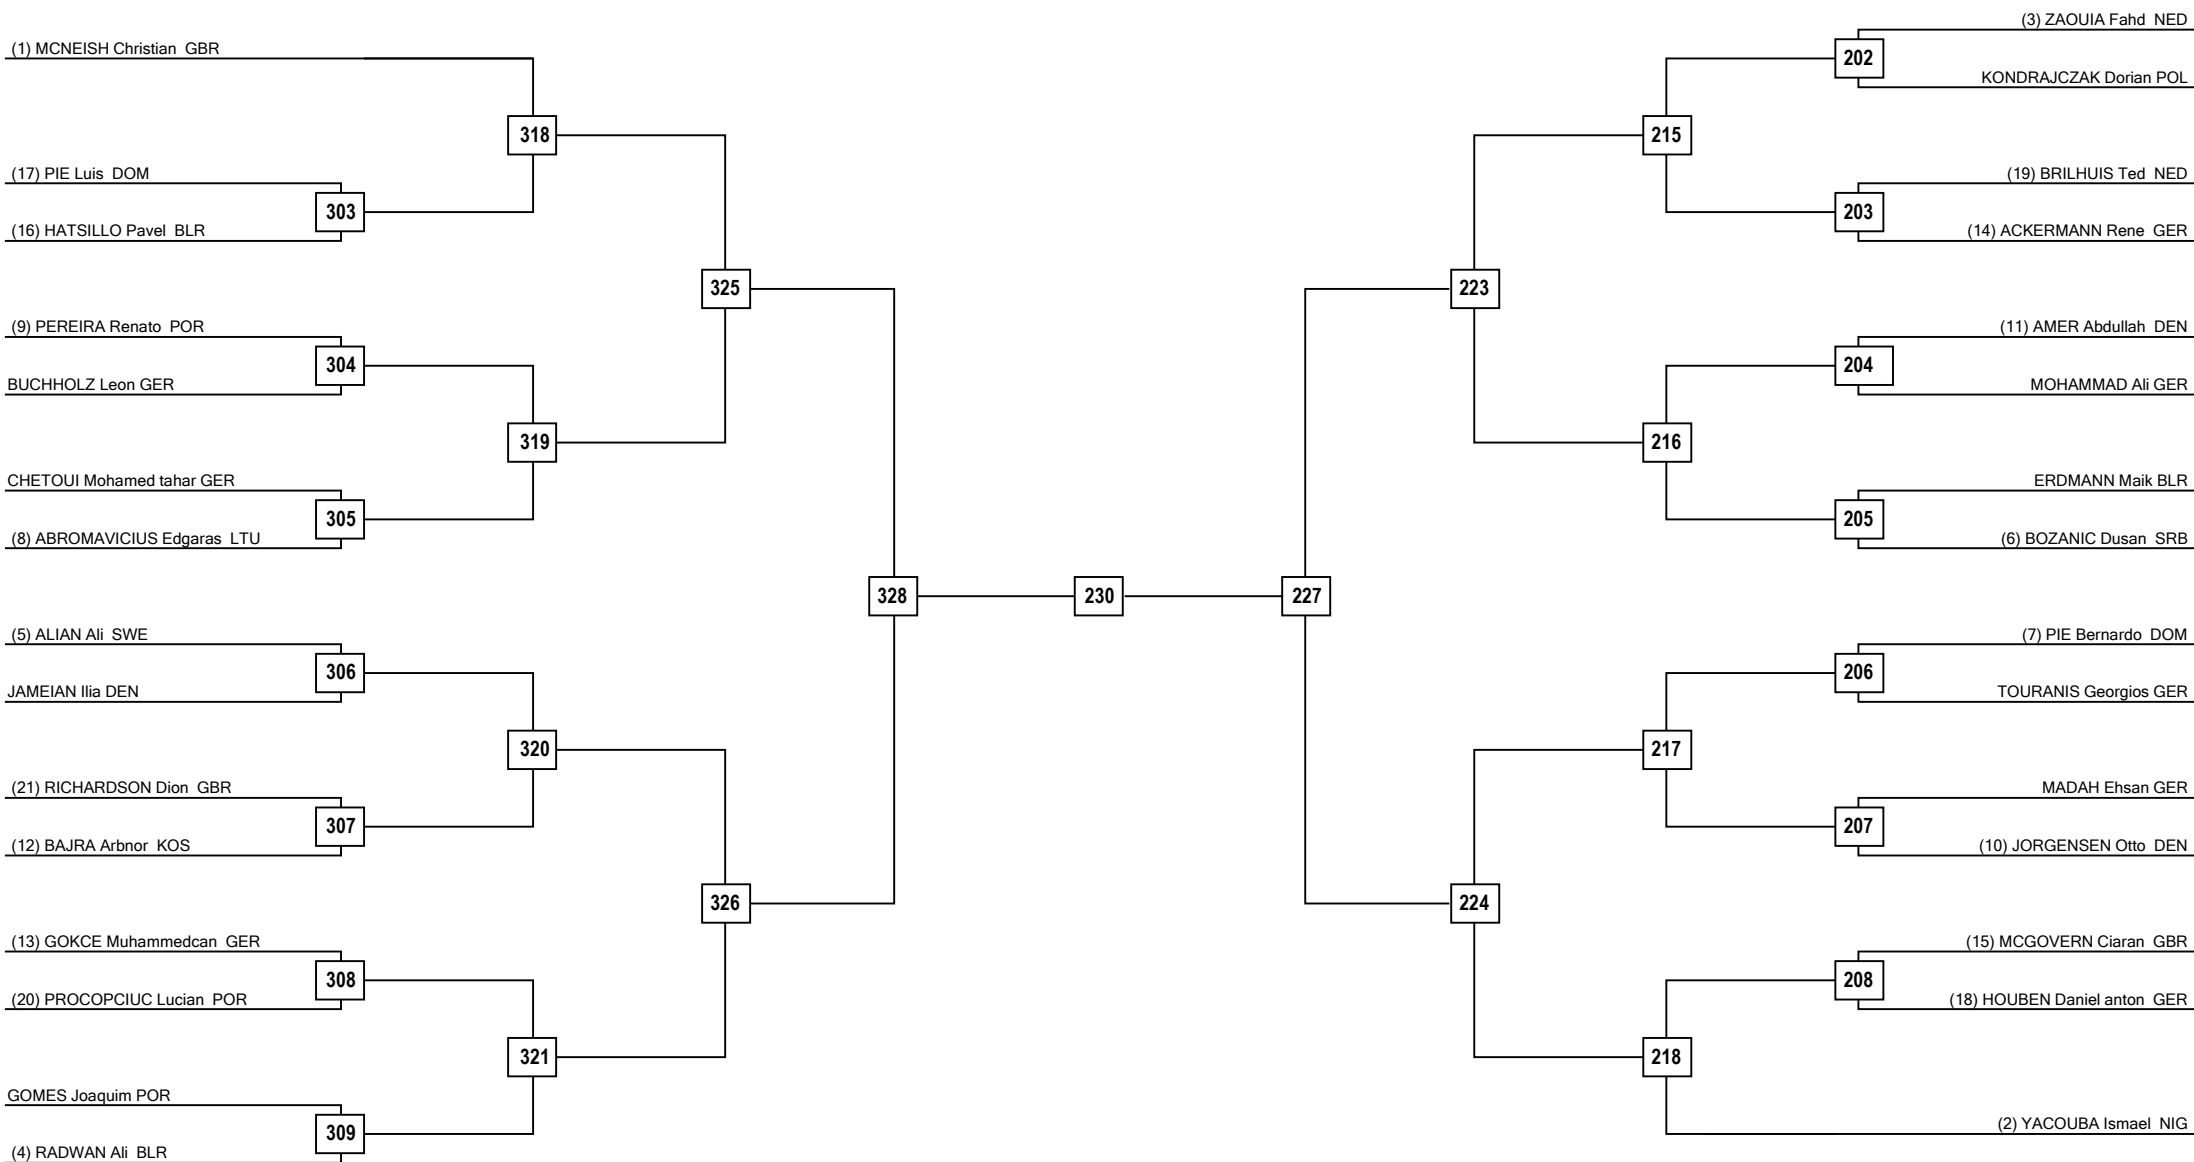 (1) MCNEISH Christian GBR
318
(17) PIE Luis DOM
303
(16) HATSILLO Pavel BLR
325
(9) PEREIRA Renato POR
304
BUCHHOLZ Leon GER
319
CHETOUI Mohamed tahar GER
305
(8) ABROMAVICIUS Edgaras LTU
328
(5) ALIAN Ali SWE
306
JAMEIAN Ilia DEN
320
(21) RICHARDSON Dion GBR
307
(12) BAJRA Arbnor KOS
326
(13) GOKCE Muhammedcan GER
308
(20) PROCOPCIUC Lucian POR
321
GOMES Joaquim POR
309
(4) RADWAN Ali BLR
230
(3) ZAOUIA Fahd NED
202
KONDRAJCZAK Dorian POL
215
(19) BRILHUIS Ted NED
203
(14) ACKERMANN Rene GER
223
(11) AMER Abdullah DEN
204
MOHAMMAD Ali GER
216
ERDMANN Maik BLR
205
(6) BOZANIC Dusan SRB
227
(7) PIE Bernardo DOM
206
TOURANIS Georgios GER
217
MADAH Ehsan GER
207
(10) JORGENSEN Otto DEN
224
(15) MCGOVERN Ciaran GBR
208
(18) HOUBEN Daniel anton GER
218
(2) YACOUBA Ismael NIG